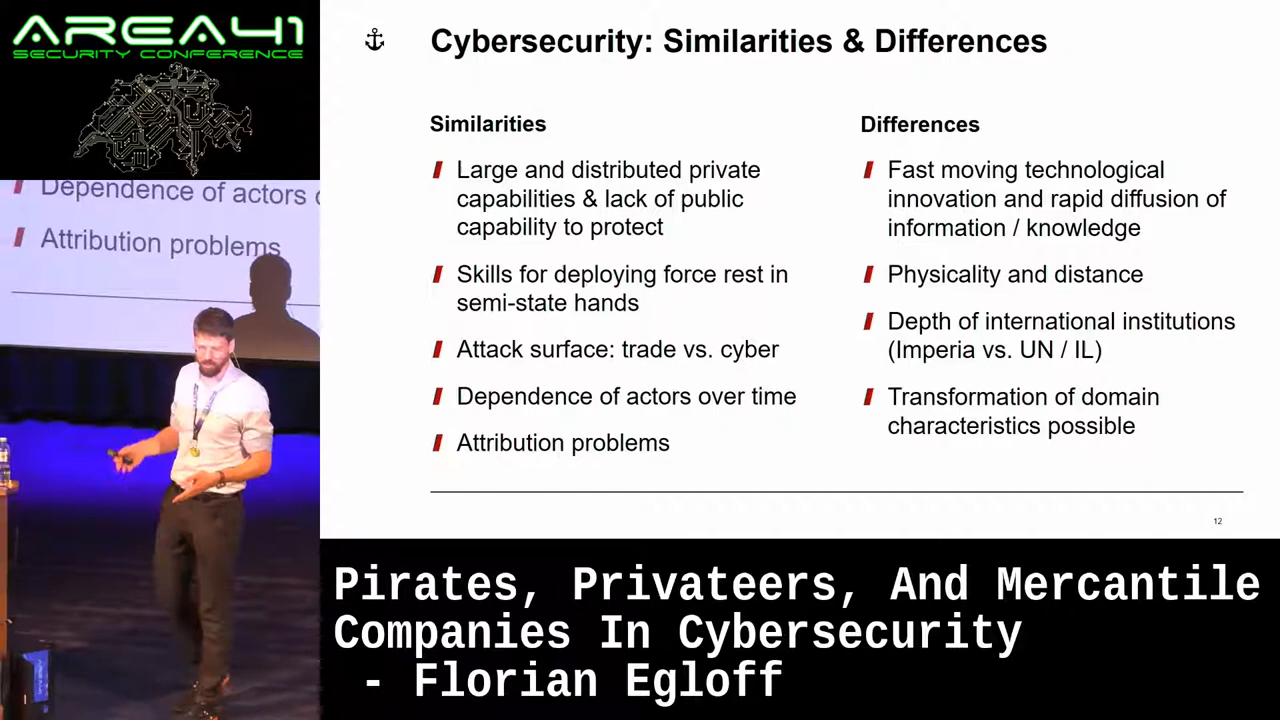 AREA41
SECURITY CONFERENCE
Dependence of actors
Attribution problems
Cybersecurity: Similarities & Differences
Similarities
Large and distributed private
capabilities & lack of public
capability to protect
Skills for deploying force rest in
semi-state hands
Attack surface: trade vs. cyber
Dependence of actors over time
Attribution problems
Differences
Fast moving technological
innovation and rapid diffusion of
information / knowledge
Physicality and distance
Depth of international institutions
(Imperia vs. UN / IL)
Transformation of domain
characteristics possible
12
Pirates, Privateers, And Mercantile
Companies In Cybersecurity
- Florian Egloff